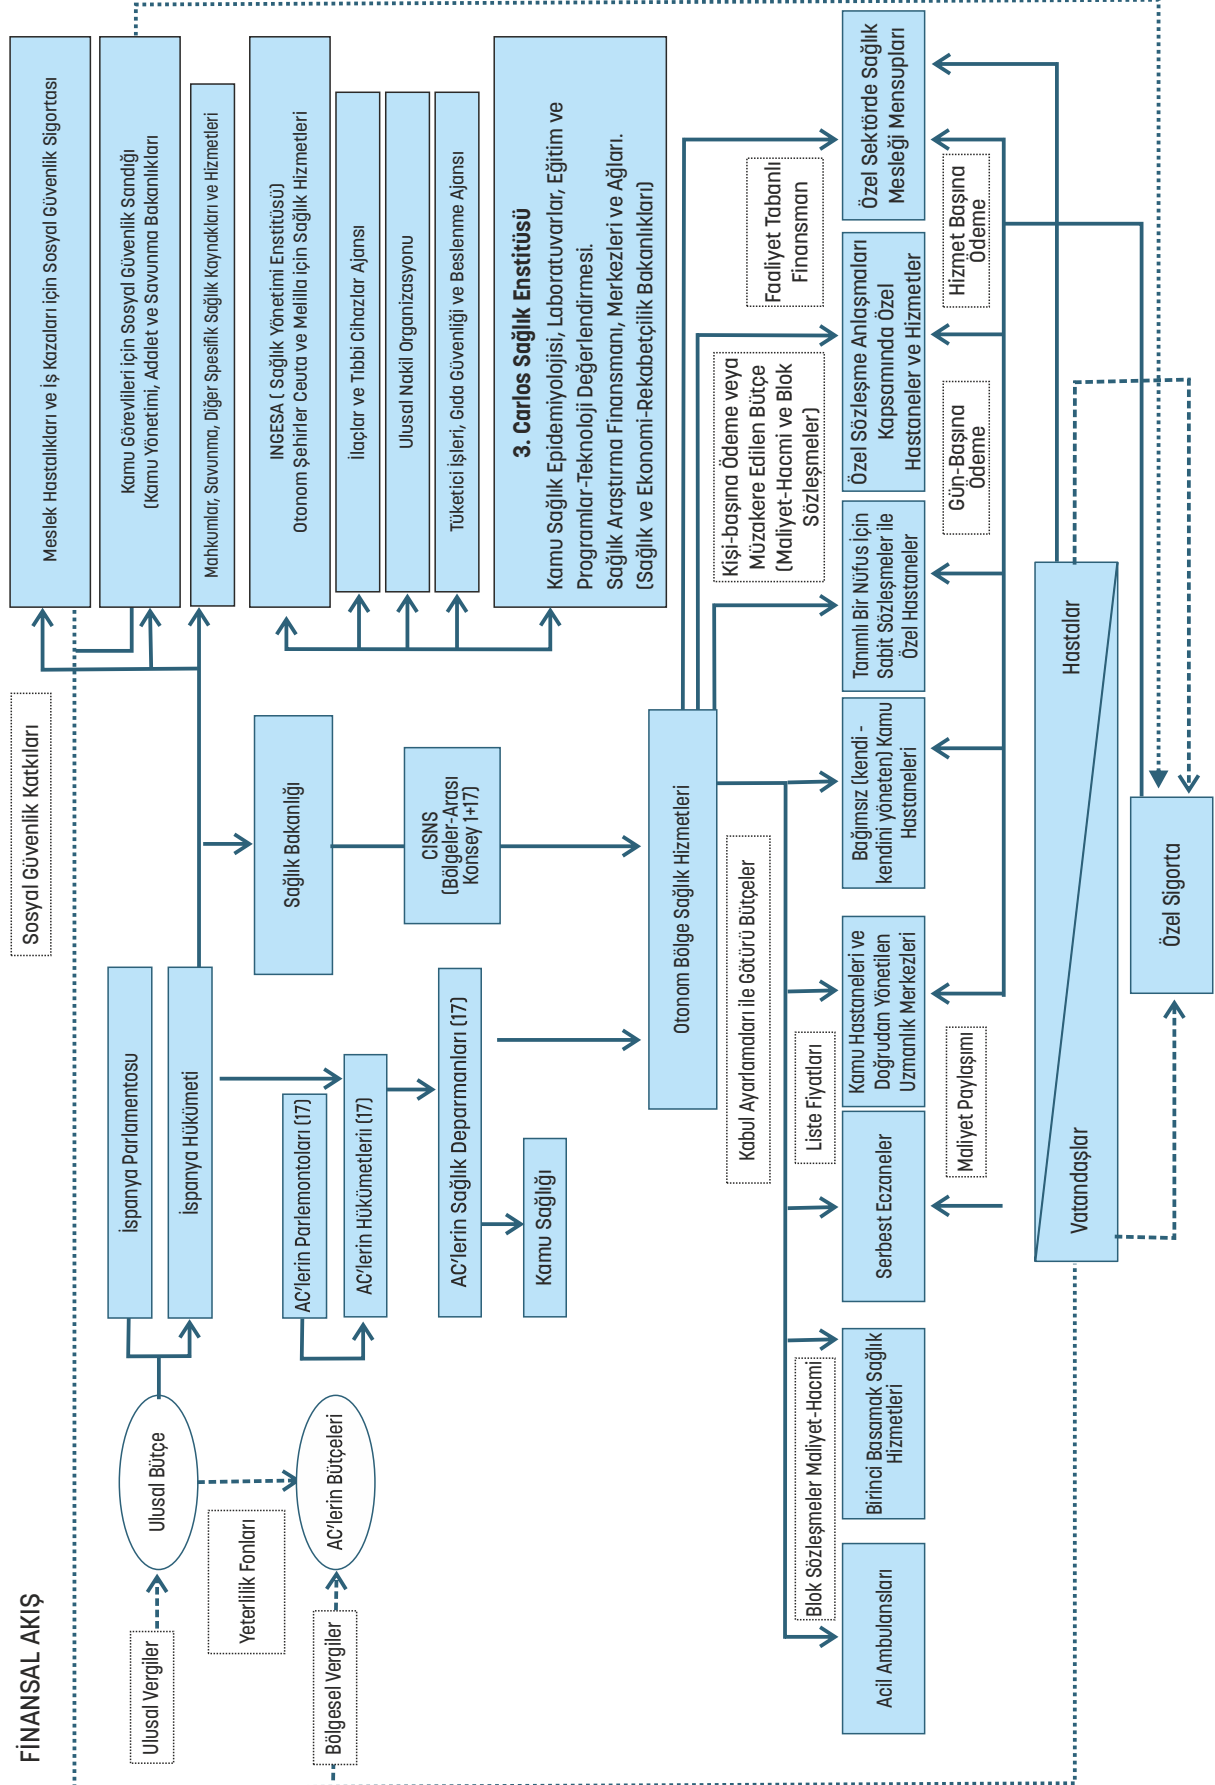 FİNANSAL AKIŞ
Ulusal Vergiler
Bölgesel Vergiler
Yeterlilik Fonları
Ulusal Bütçe
AC’lerin Bütçeleri
İspanya Parlamentosu
İspanya Hükümeti
AC’lerin Parlemontoları (17)
AC’lerin Hükümetlerii (17)
AC’lerin Sağlık Deparmanları (17)
Kamu Sağlığı
Sosyal Güvenlik Katkıları
Sağlık Bakanlığı
CISNS
(Bölgeler-Arası
Konsey 1+17)
Meslek Hastalıkları ve İş Kazaları için Sosyal Güvenlik Sigortası
Kamu Görevlileri için Sosyal Güvenlik Sandığı
(Kamu Yönetimi, Adalet ve Savunma Bakanlıkları)
Mahkumlar, Savunma, Diğer Spesifik Sağlık Kaynakları ve Hizmetleri
INGESA ( Sağlık Yönetimi Enstitüsü)
Otonom Şehirler Ceuta ve Melilla için Sağlık Hizmetleri
İlaçlar ve Tıbbi Cihazlar Ajansı
Ulusal Nakil Organizasyonu
Tüketici İşleri, Gıda Güvenliği ve Beslenme Ajansı
3. Carlos Sağlık Enstitüsü
Kamu Sağlık Epidemiyolojisi, Laboratuvarlar, Eğitim ve
Programlar-Teknoloji Değerlendirmesi.
Sağlık Araştırma Finansmanı, Merkezleri ve Ağları.
(Sağlık ve Ekonomi-Rekabetçilik Bakanlıkları)
Otonom Bölge Sağlık Hizmetleri
Kabul Ayarlamaları ile Götürü Bütçeler
Kişi-başına Ödeme veya
Müzakere Edilen Bütçe
(Maliyet-Hacmi ve Blok
Sözleşmeler)
Faaliyet Tabanlı
Finansman
Blok Sözleşmeler Maliyet-Hacmi
Liste Fiyatları
Acil Ambulansları
Birinci Basamak Sağlık
Hizmetleri
Serbest Eczaneler
Kamu Hastaneleri ve
Doğrudan Yönetilen
Uzmanlık Merkezleri
Bağımsız (kendi -
kendini yöneten) Kamu
Hastaneleri
Tanımlı Bir Nüfus İçin
Sabit Sözleşmeler ile
Özel Hastaneler
Özel Sözleşme Anlaşmaları
Kapsamında Özel
Hastaneler ve Hizmetler
Özel Sektörde Sağlık
Mesleği Mensupları
Maliyet Paylaşımı
Gün-Başına
Ödeme
Hizmet Başına
Ödeme
Vatandaşlar
Hastalar
Özel Sigorta